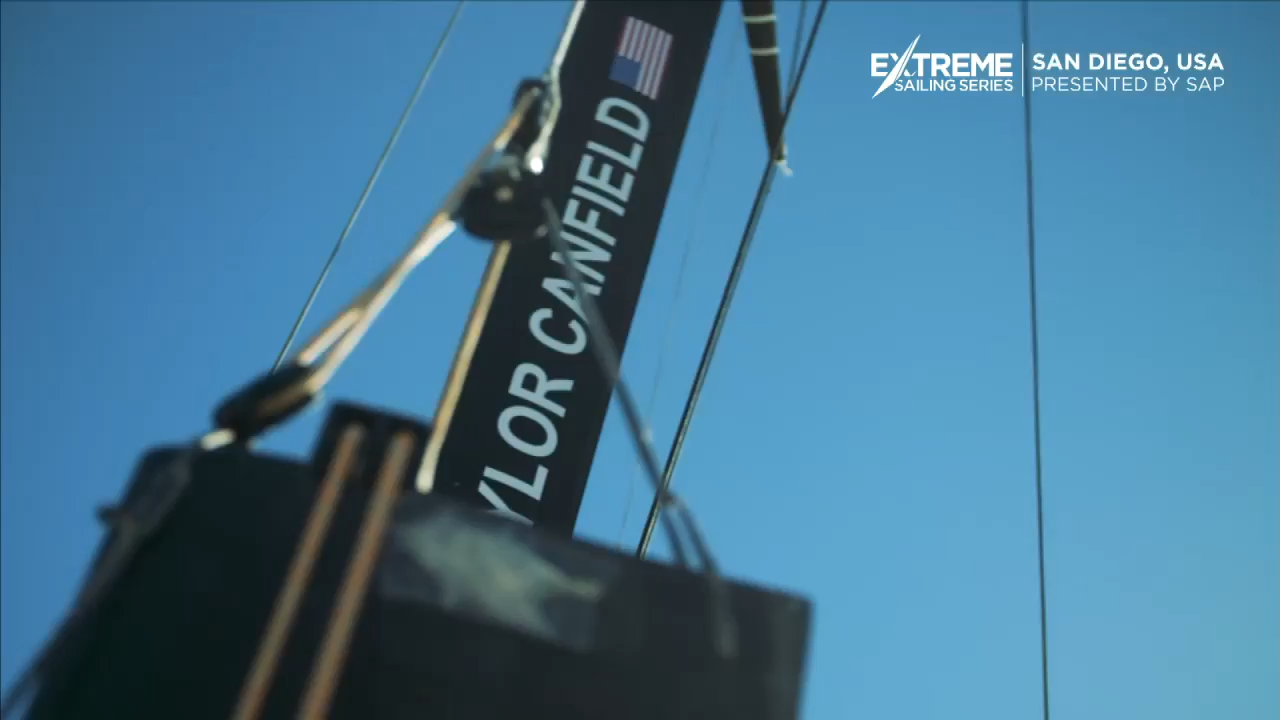 EXTREME
SAILING SERIES
SAN DIEGO, USA
PRESENTED BY SAP
YLOR CANFIELD